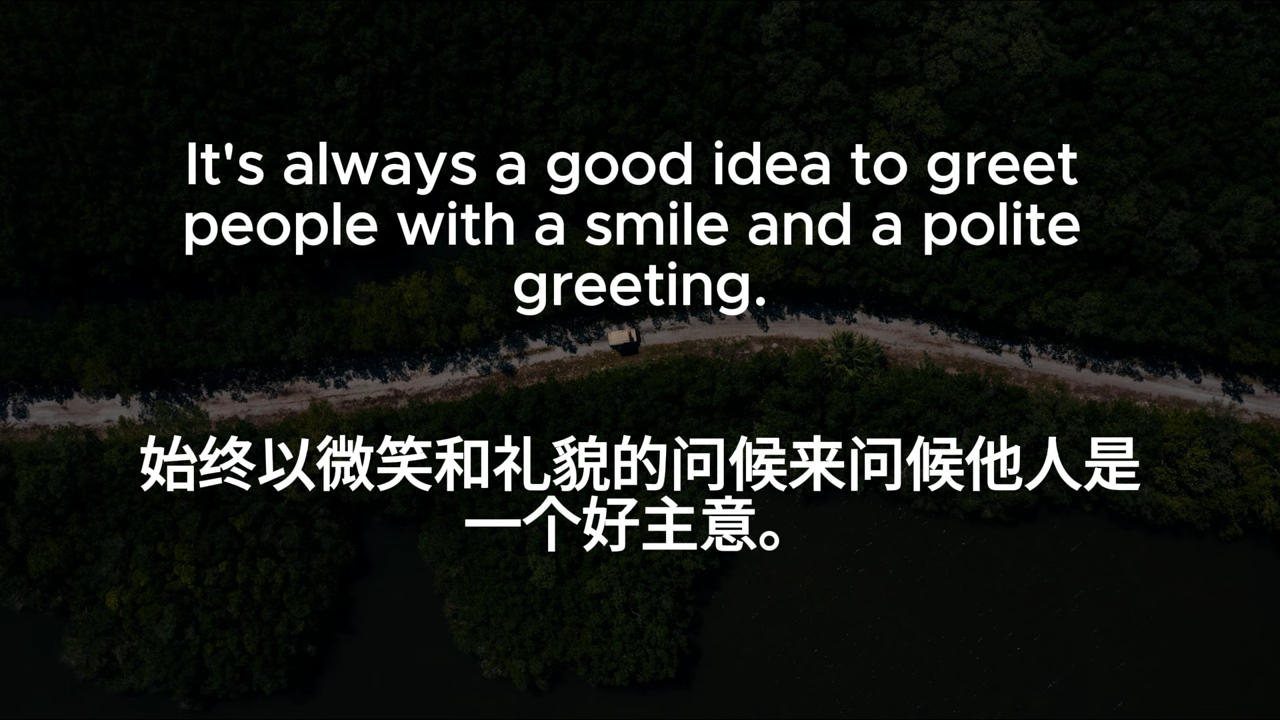 It's always a good idea to greet
people with a smile and a polite
greeting.
始终以微笑和礼貌的问候来问候他人是
一个好主意。